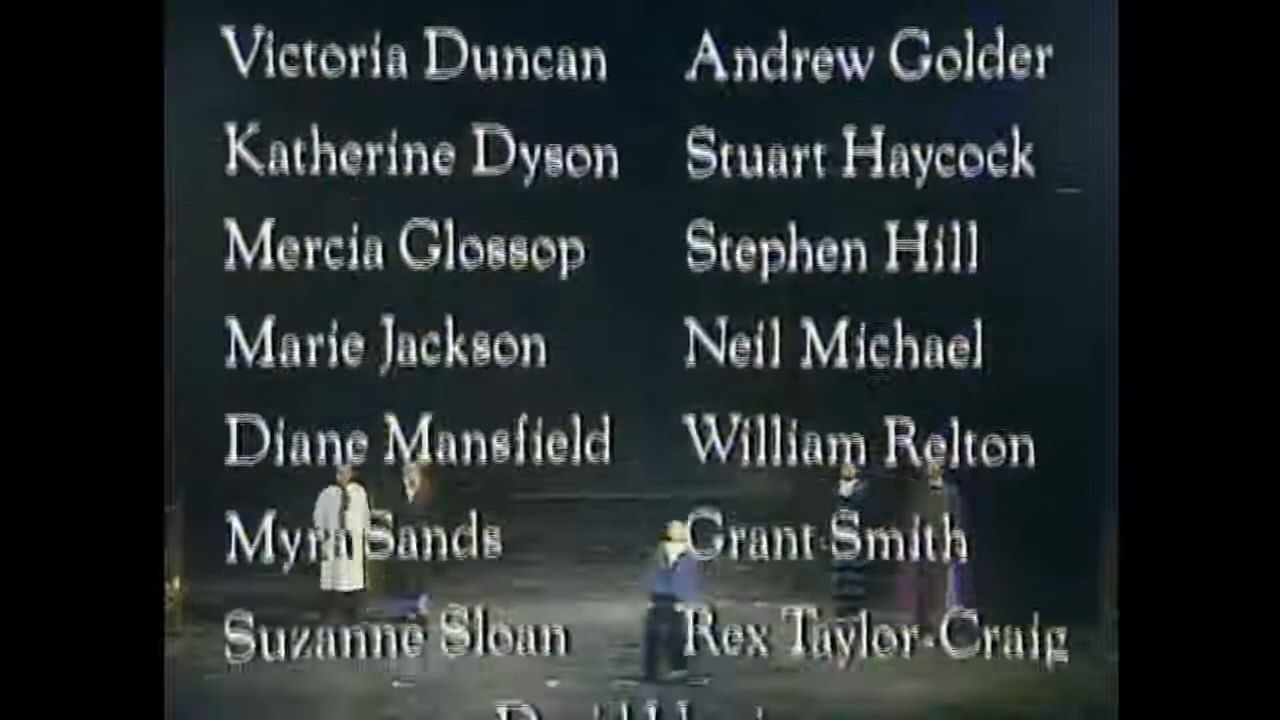 Victoria Duncan Andrew Golder
Katherine Dyson Stuart Haycock
Mercia Glossop Stephen Hill
Marie Jackson Neil Michael
Diane Mansfield William Relton
Myra Sands Grant Smith
Suzanne Sloan Rex Taylor-Craig
David